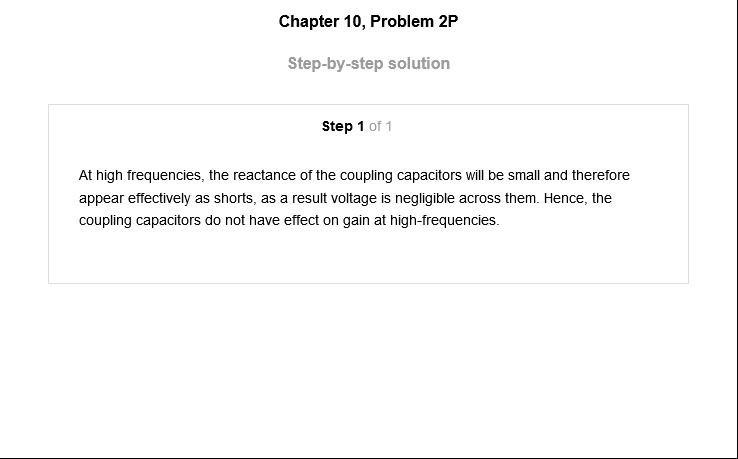 Chapter 10, Problem 2P
Step-by-step solution
Step 1 of 1
At high frequencies, the reactance of the coupling capacitors will be small and therefore
appear effectively as shorts, as a result voltage is negligible across them. Hence, the
coupling capacitors do not have effect on gain at high-frequencies.